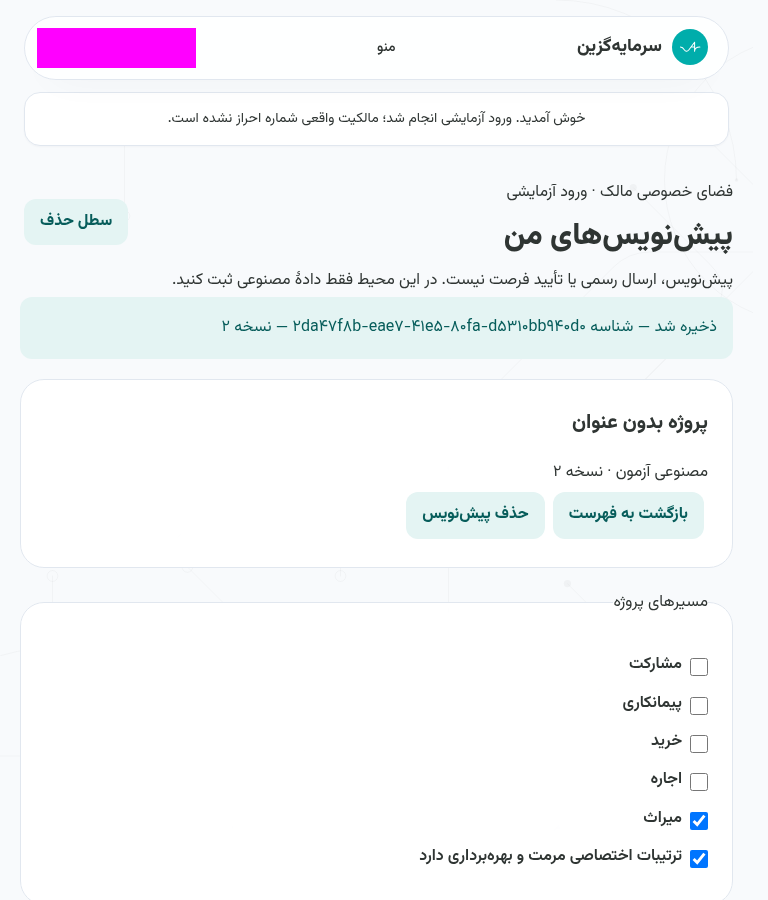 سرمایه‌گزین
منو
خوش آمدید. ورود آزمایشی انجام شد؛ مالکیت واقعی شماره احراز نشده است.
فضای خصوصی مالک · ورود آزمایشی
پیش‌نویس‌های من
سطل حذف
پیش‌نویس، ارسال رسمی یا تأیید فرصت نیست. در این محیط فقط دادهٔ مصنوعی ثبت کنید.
ذخیره شد — شناسه ۲da۴۷f۸b-eae۷-۴۱e۵-۸۰fa-d۵۳۱۰bb۹۴۰d۰ — نسخه ۲
پروژه بدون عنوان
مصنوعی آزمون · نسخه ۲
بازگشت به فهرست
حذف پیش‌نویس
مسیرهای پروژه
مشارکت
پیمانکاری
خرید
اجاره
میراث
ترتیبات اختصاصی مرمت و بهره‌برداری دارد